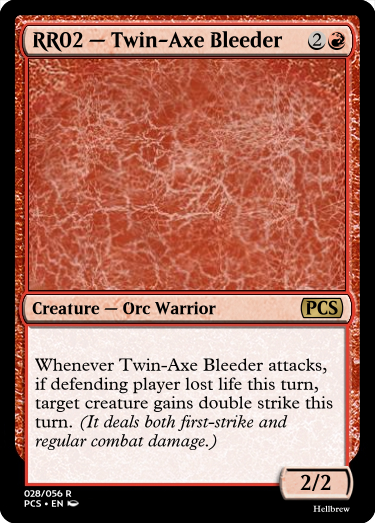 RR02 — Twin-Axe Bleeder 2
Creature — Orc Warrior PCS
Whenever Twin-Axe Bleeder attacks,
if defending player lost life this turn,
target creature gains double strike this
turn. (It deals both first-strike and
regular combat damage.)
2/2
028/056 R
PCS • EN
Hellbrew